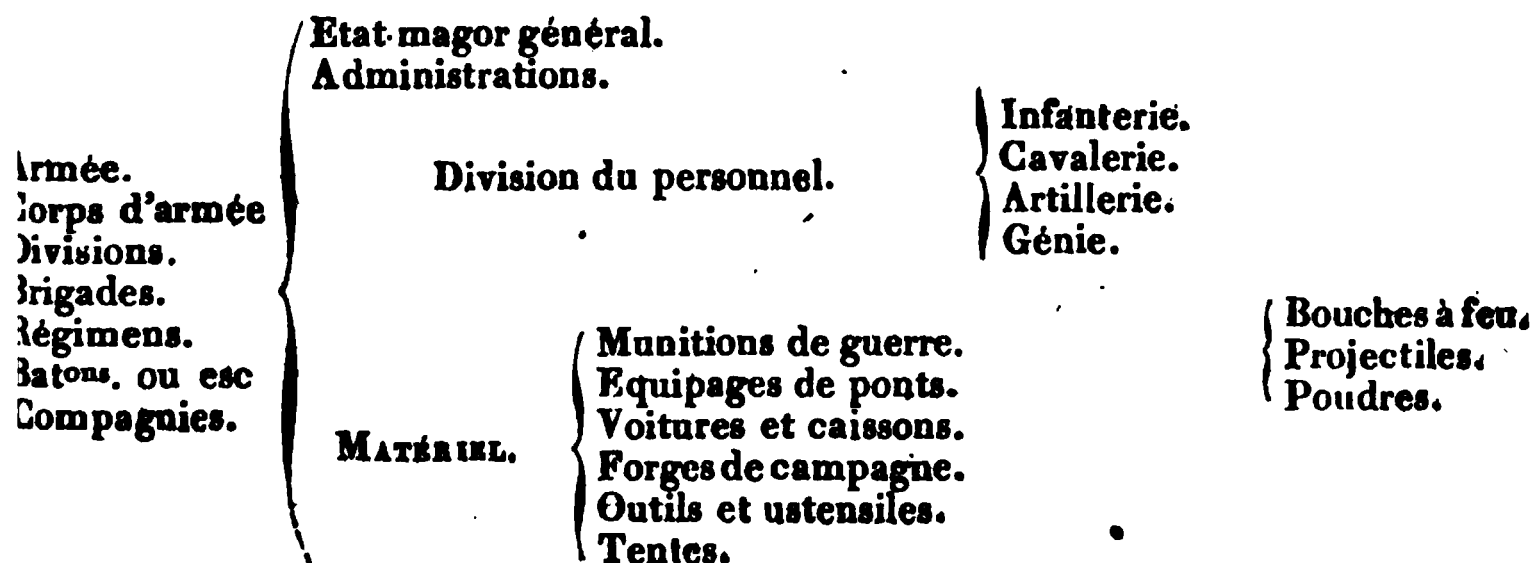 Etat-magor général.
Administrations.
Armée.
Corps d'armée
Divisions.
Brigades.
Régimens.
Batons. ou esc
Compagnies.
Division du personnel.
Infanterie.
Cavalerie.
Artillerie.
Génie.
MATÉRIEL.
Munitions de guerre.
Equipages de ponts.
Voitures et caissons.
Forges de campagne.
Outils et ustensiles.
Tentes.
Bouches à feu.
Projectiles.
Poudres.